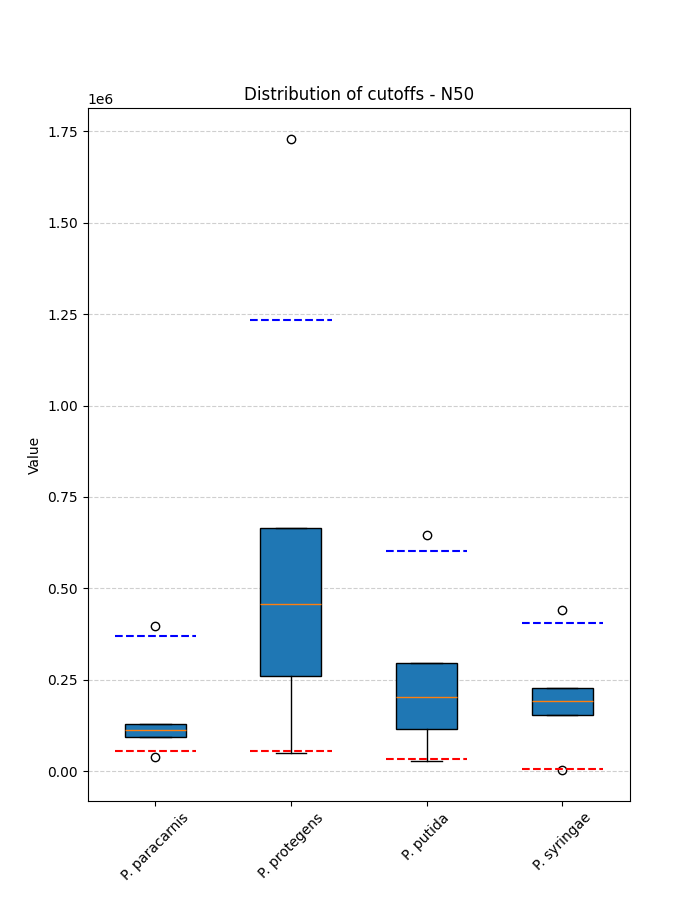 Distribution of cutoffs - N50
1e6
1.75
1.50
1.25
1.00
0.75
0.50
0.25
0.00
Value
P. paracarnis
P. protegens
P. putida
P. syringae